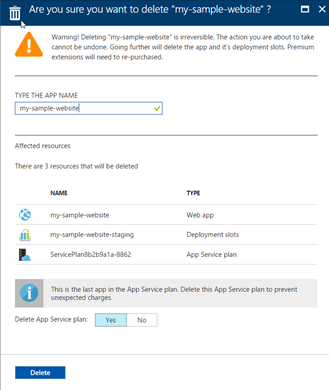 Are you sure you want to delete "my-sample-website" ?
Warning! Deleting "my-sample-website" is irreversible. The action you are about to take
cannot be undone. Going further will delete the app and it's deployment slots. Premium
extensions will need to re-purchased.
TYPE THE APP NAME
my-sample-website
Affected resources
There are 3 resources that will be deleted
NAME TYPE
my-sample-website Web app
my-sample-website-staging Deployment slots
ServicePlan8b2b9a1a-8862 App Service plan
This is the last app in the App Service plan. Delete this App Service plan to prevent
unexpected charges.
Delete App Service plan: Yes No
Delete